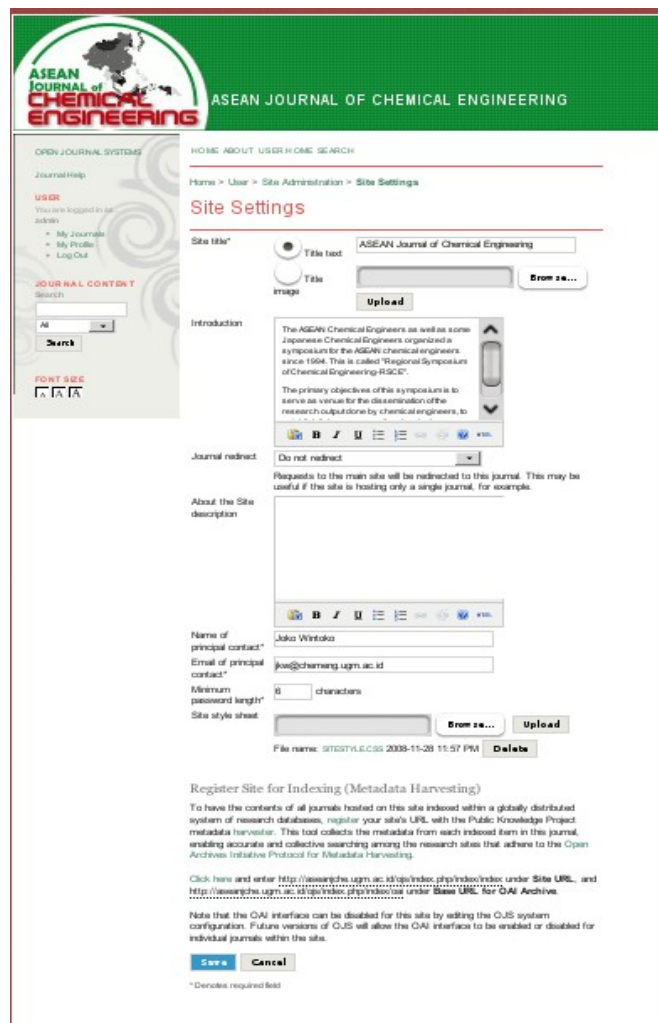 ASEAN
JOURNAL of
CHEMICAL
ENGINEERING
ASEAN JOURNAL OF CHEMICAL ENGINEERING
OPEN JOURNAL SYSTEMS
Journal Help
USER
You are logged in as...
admin
My Journals
My Profile
Log Out
JOURNAL CONTENT
Search
All
Search
FONT SIZE
A A A
HOME ABOUT USER HOME SEARCH
Home > User > Site Administration > Site Settings
Site Settings
Site title*
Title text
ASEAN Journal of Chemical Engineering
Title
image
Browse...
Upload
Introduction
The ASEAN Chemical Engineers as well as some
Japanese Chemical Engineers organized a
symposium for the ASEAN chemical engineers
since 1994. This is called "Regional Symposium
of Chemical Engineering-RSCE".
The primary objectives of this symposium is to
serve as venue for the dissemination of the
research output done by chemical engineers, to
B I U HTML
Journal redirect
Do not redirect
Requests to the main site will be redirected to this journal. This may be
useful if the site is hosting only a single journal, for example.
About the Site
description
B I U HTML
Name of
principal contact*
Joko Wintoko
Email of principal
contact*
jkw@chemeng.ugm.ac.id
Minimum
password length*
6 characters
Site style sheet
Browse... Upload
File name: SITESTYLE.CSS 2008-11-28 11:57 PM Delete
Register Site for Indexing (Metadata Harvesting)
To have the contents of all journals hosted on this site indexed within a globally distributed
system of research databases, register your site's URL with the Public Knowledge Project
metadata harvester. This tool collects the metadata from each indexed item in this journal,
enabling accurate and collective searching among the research sites that adhere to the Open
Archives Initiative Protocol for Metadata Harvesting.
Click here and enter http://aseanjche.ugm.ac.id/ojs/index.php/index/index under Site URL, and
http://aseanjche.ugm.ac.id/ojs/index.php/index/oai under Base URL for OAI Archive.
Note that the OAI interface can be disabled for this site by editing the OJS system
configuration. Future versions of OJS will allow the OAI interface to be enabled or disabled for
individual journals within the site.
Save Cancel
* Denotes required field